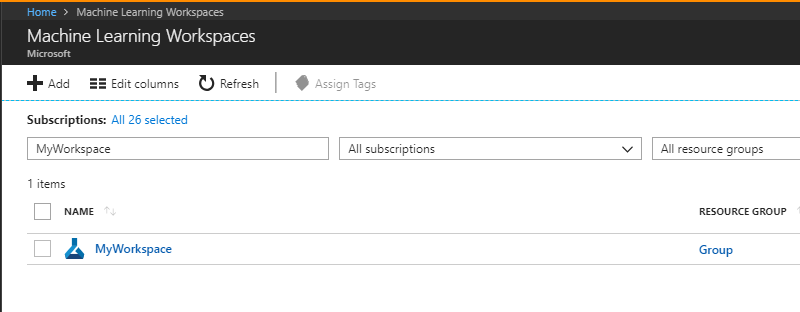 Home > Machine Learning Workspaces
Machine Learning Workspaces
Microsoft
Add Edit columns Refresh Assign Tags
Subscriptions: All 26 selected
MyWorkspace All subscriptions All resource groups
1 items
NAME RESOURCE GROUP
MyWorkspace Group